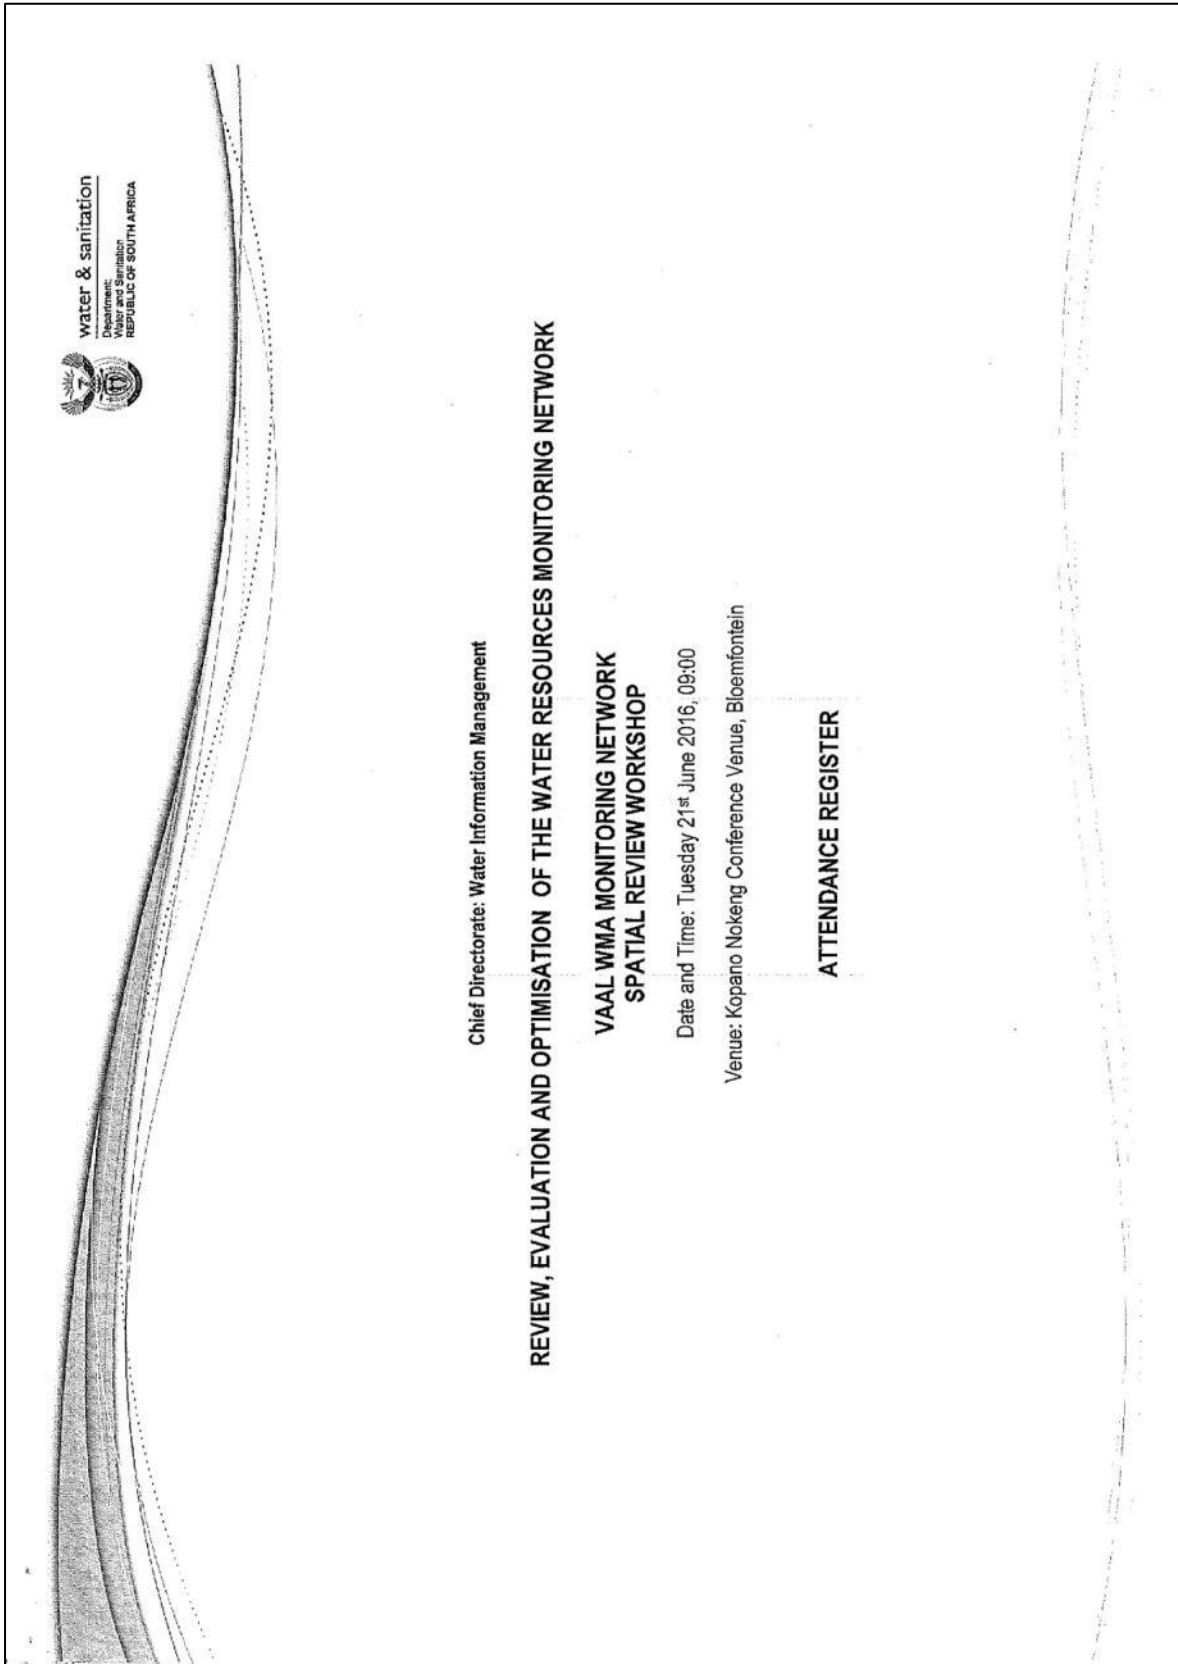 water & sanitation
Department:
Water and Sanitation
REPUBLIC OF SOUTH AFRICA
Chief Directorate: Water Information Management
REVIEW, EVALUATION AND OPTIMISATION OF THE WATER RESOURCES MONITORING NETWORK
VAAL WMA MONITORING NETWORK
SPATIAL REVIEW WORKSHOP
Date and Time: Tuesday 21st June 2016, 09:00
Venue: Kopano Nokeng Conference Venue, Bloemfontein
ATTENDANCE REGISTER